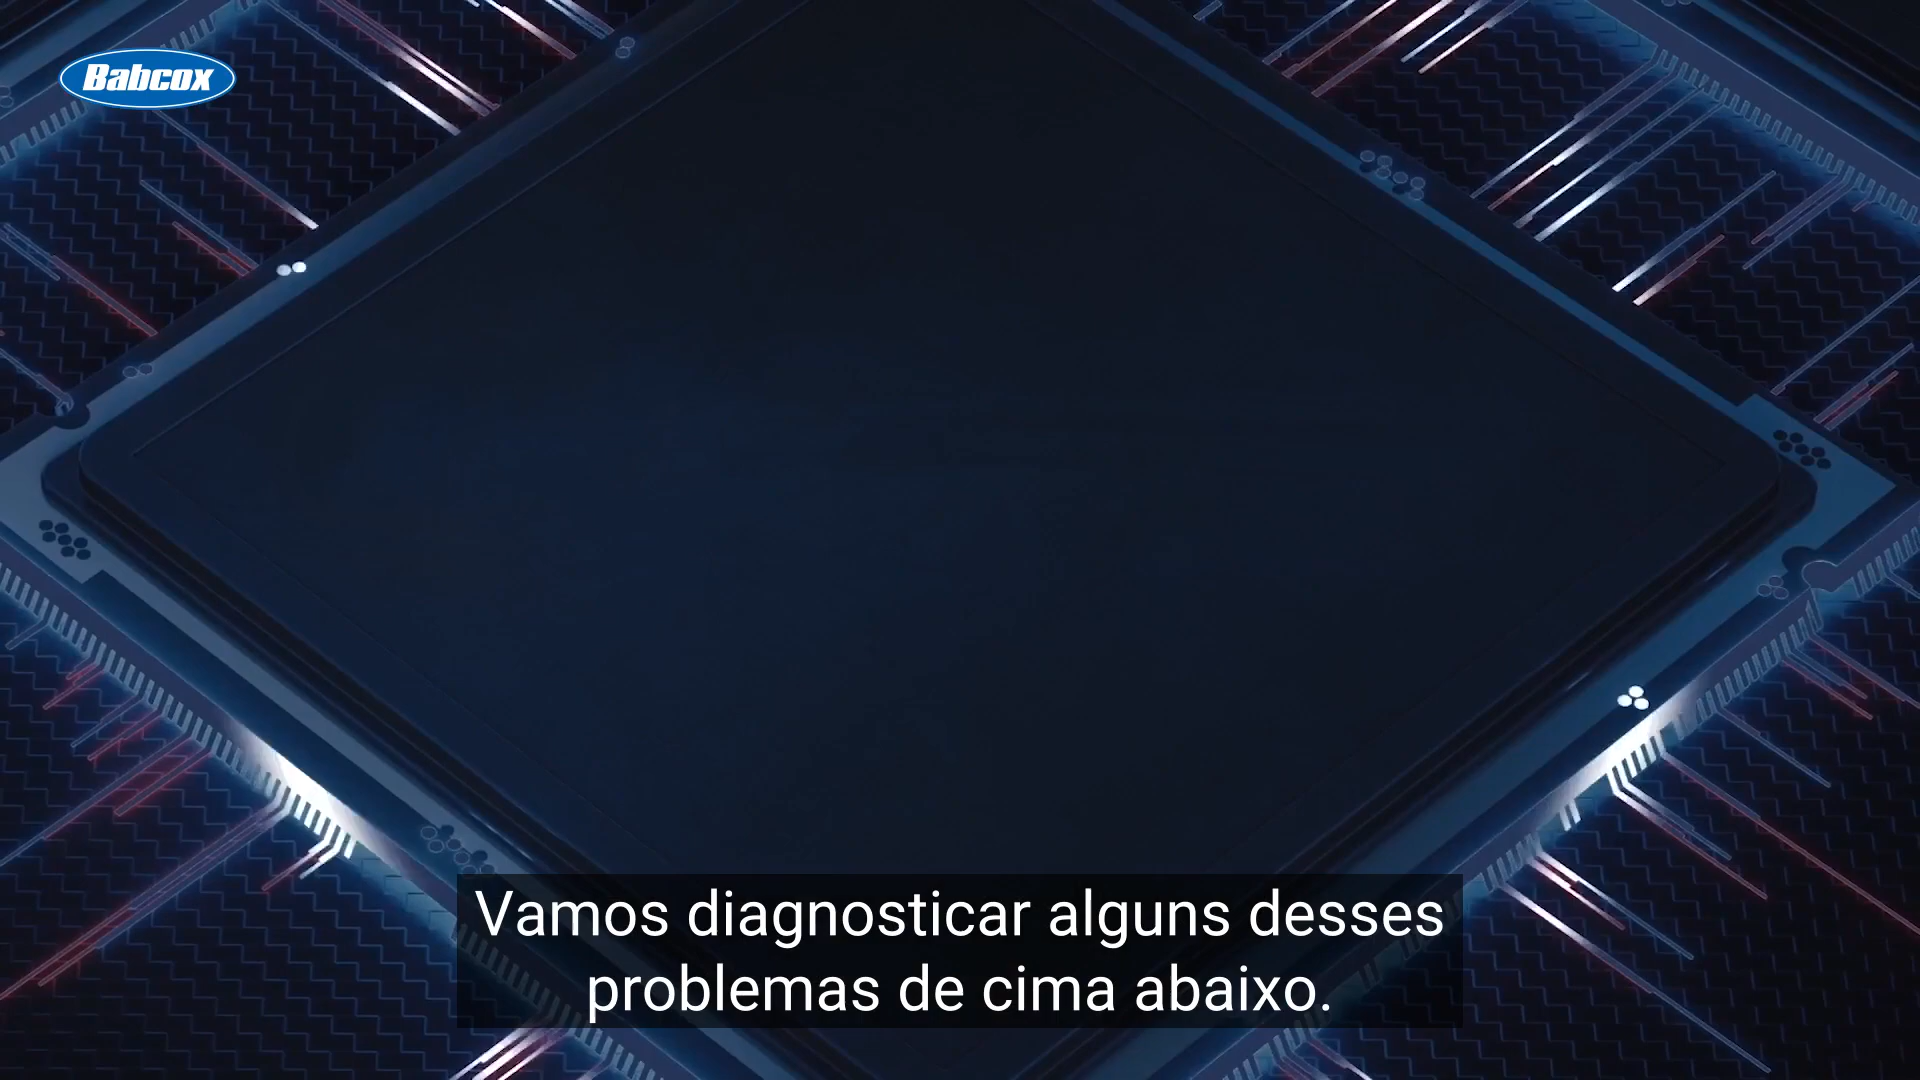 Babcox
Vamos diagnosticar alguns desses
problemas de cima abaixo.